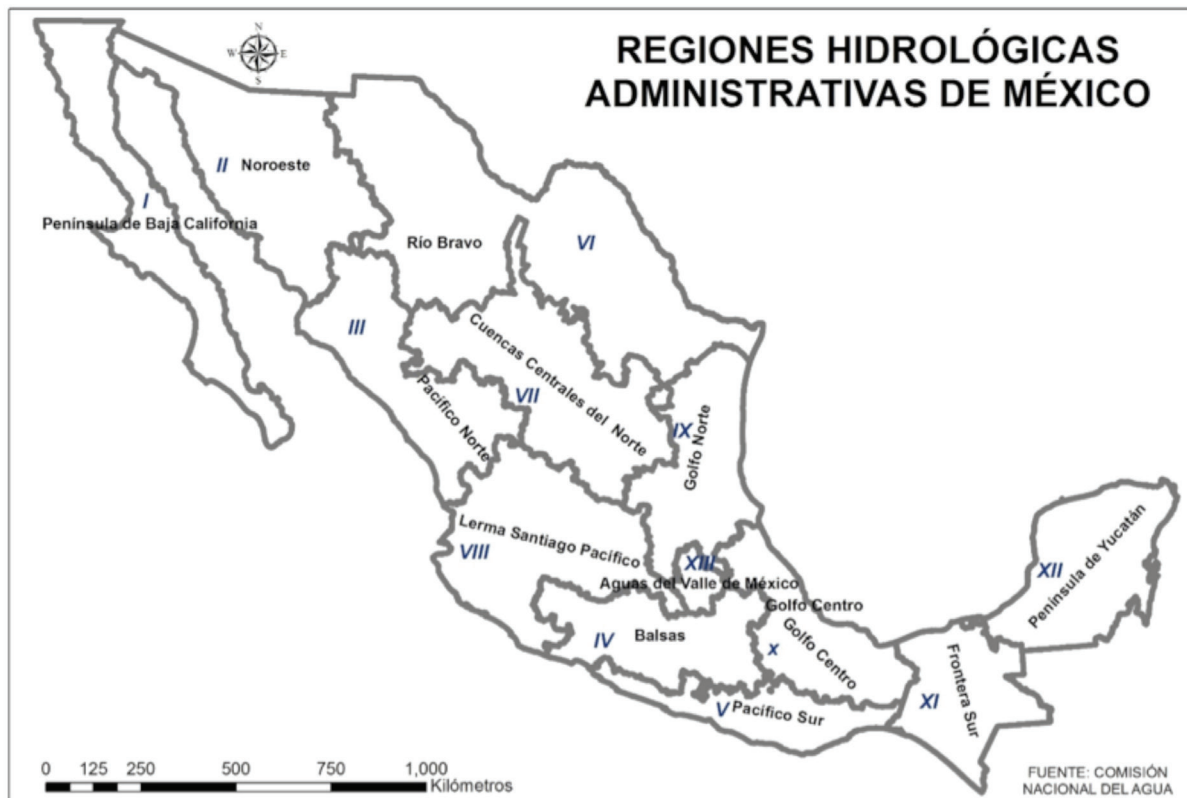 REGIONES HIDROLÓGICAS
ADMINISTRATIVAS DE MÉXICO
N
W
E
S
II
Noroeste
I
Península de Baja California
Río Bravo
VI
III
Cuencas Centrales del Norte
VII
Pacífico Norte
IX
Golfo Norte
Lerma Santiago Pacífico
VIII
XIII
Aguas del Valle de México
XII
Península de Yucatán
Golfo Centro
IV
Balsas
x
Golfo Centro
Frontera Sur
XI
V
Pacífico Sur
0 125 250 500 750 1,000
Kilómetros
FUENTE: COMISIÓN
NACIONAL DEL AGUA